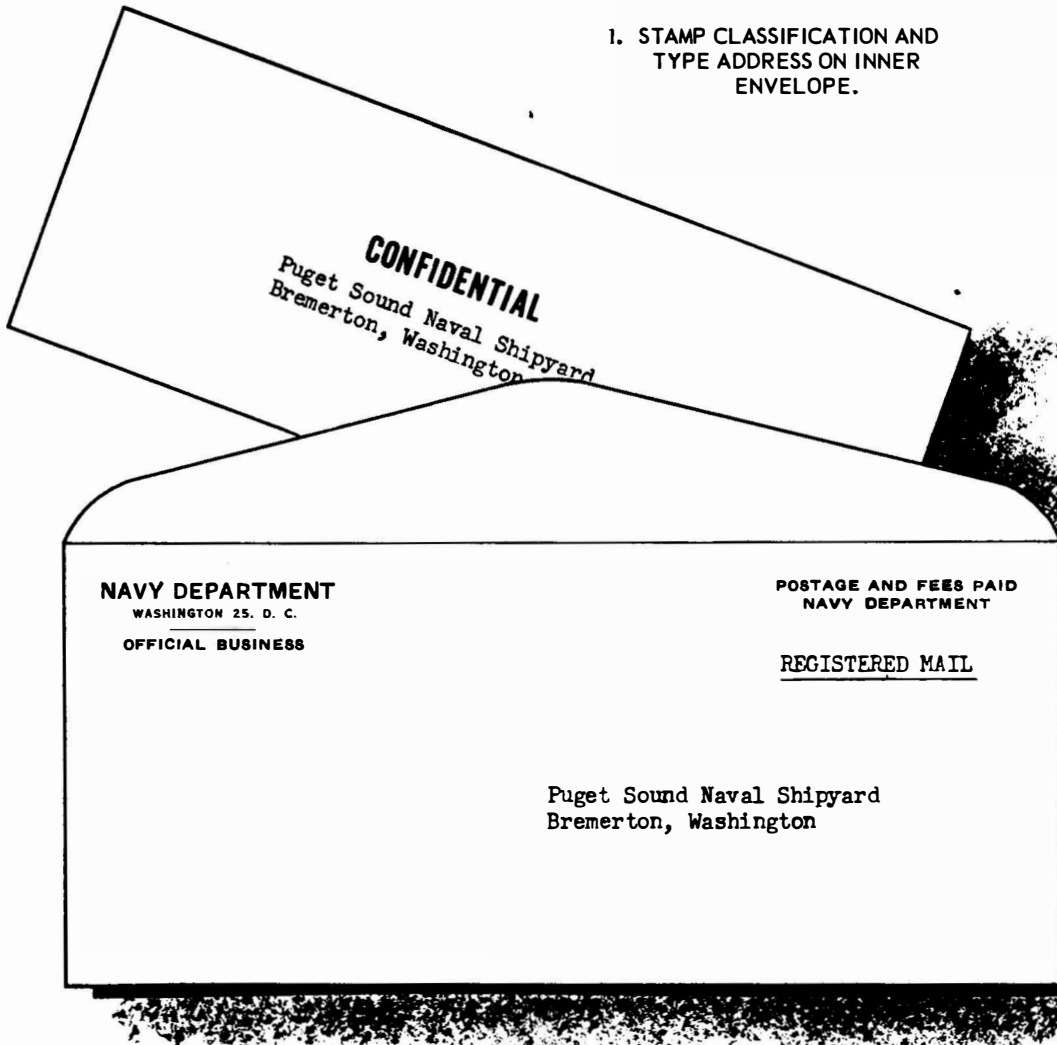 1. STAMP CLASSIFICATION AND
TYPE ADDRESS ON INNER
ENVELOPE.
CONFIDENTIAL
Puget Sound Naval Shipyard
Bremerton, Washington
NAVY DEPARTMENT
WASHINGTON 25. D. C.
OFFICIAL BUSINESS
POSTAGE AND FEES PAID
NAVY DEPARTMENT
REGISTERED MAIL
Puget Sound Naval Shipyard
Bremerton, Washington